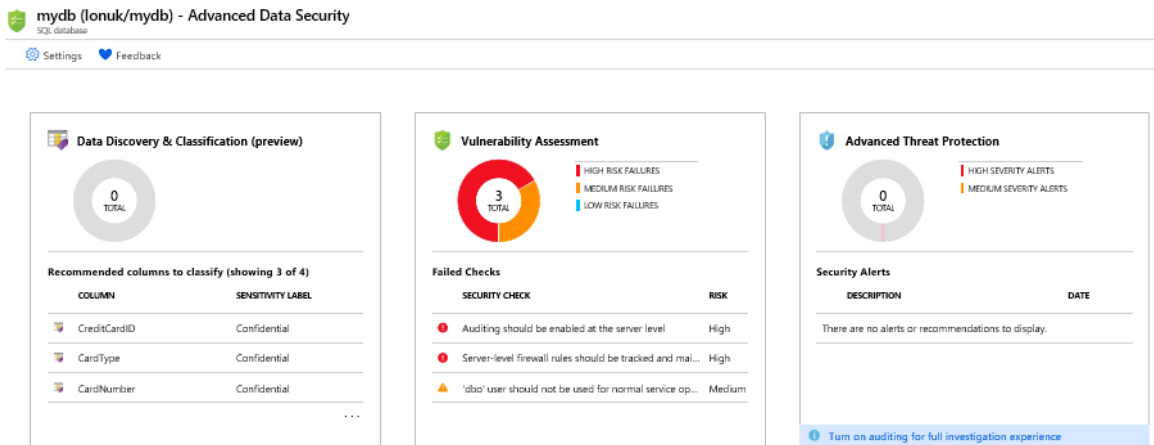 mydb (lonuk/mydb) - Advanced Data Security
SQL database
Settings Feedback
Data Discovery & Classification (preview)
0
TOTAL
Recommended columns to classify (showing 3 of 4)
COLUMN SENSITIVITY LABEL
CreditCardID Confidential
CardType Confidential
CardNumber Confidential
...
Vulnerability Assessment
3
TOTAL
HIGH RISK FAILURES
MEDIUM RISK FAILURES
LOW RISK FAILURES
Failed Checks
SECURITY CHECK RISK
Auditing should be enabled at the server level High
Server-level firewall rules should be tracked and mai... High
'dbo' user should not be used for normal service op... Medium
Advanced Threat Protection
0
TOTAL
HIGH SEVERITY ALERTS
MEDIUM SEVERITY ALERTS
Security Alerts
DESCRIPTION DATE
There are no alerts or recommendations to display.
Turn on auditing for full investigation experience